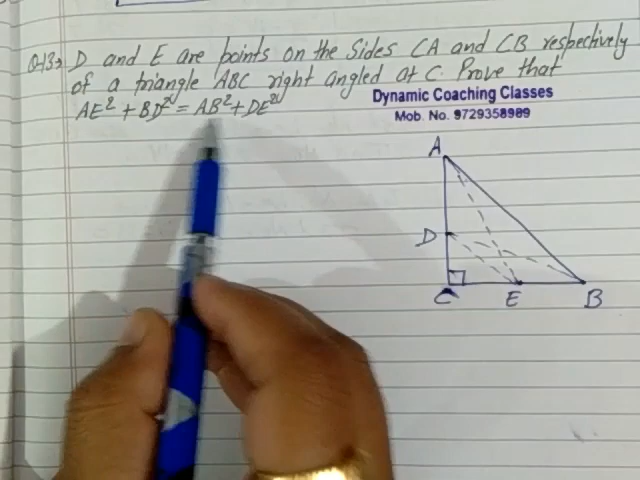 Q.13 D and E are points on the sides CA and CB respectively
of a triangle ABC right angled at C. Prove that
AE² + BD² = AB² + DE²
Dynamic Coaching Classes
Mob. No. 9729358989
A
D
C E B